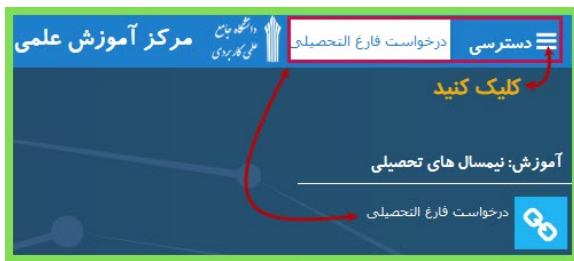 دسترسی
درخواست فارغ التحصیلی
دانشگاه جامع
علمی کاربردی
مرکز آموزش علمی
کلیک کنید
آموزش: نیمسال های تحصیلی
درخواست فارغ التحصیلی